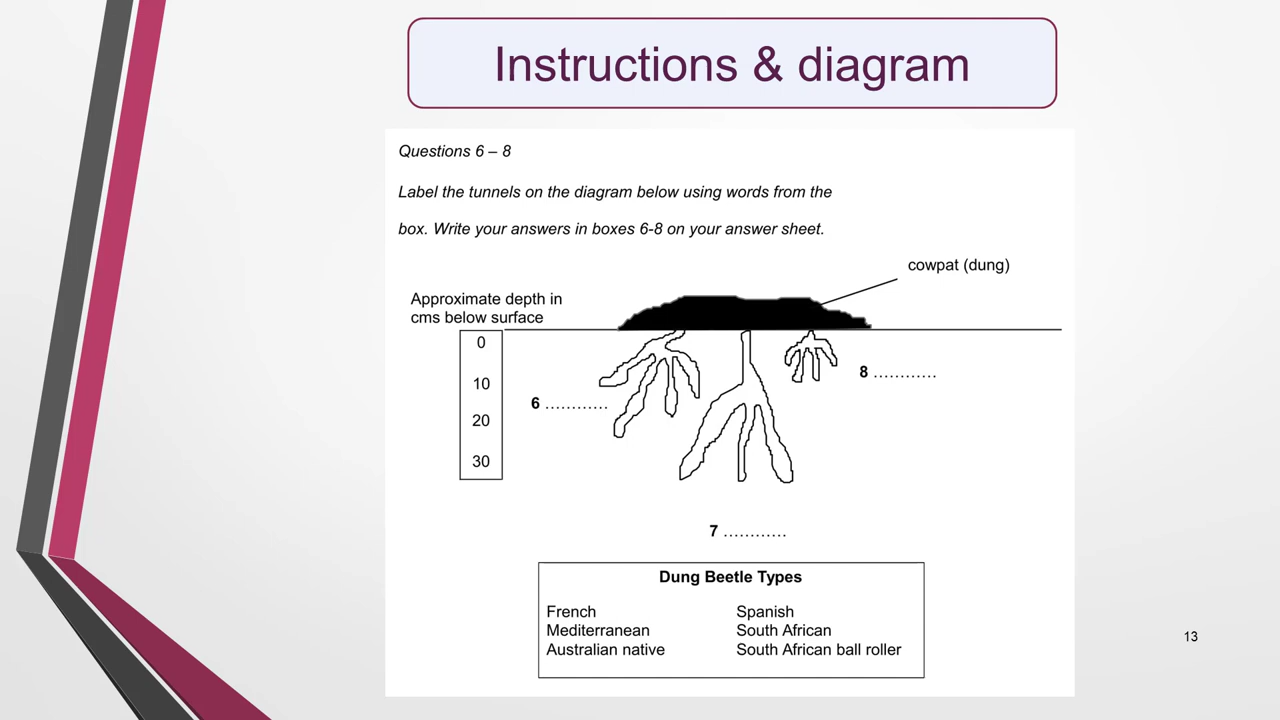 Instructions & diagram
Questions 6 – 8
Label the tunnels on the diagram below using words from the
box. Write your answers in boxes 6-8 on your answer sheet.
cowpat (dung)
Approximate depth in
cms below surface
0
10
20
30
6 …………
8 …………
7 …………
Dung Beetle Types
French Spanish
Mediterranean South African
Australian native South African ball roller
13